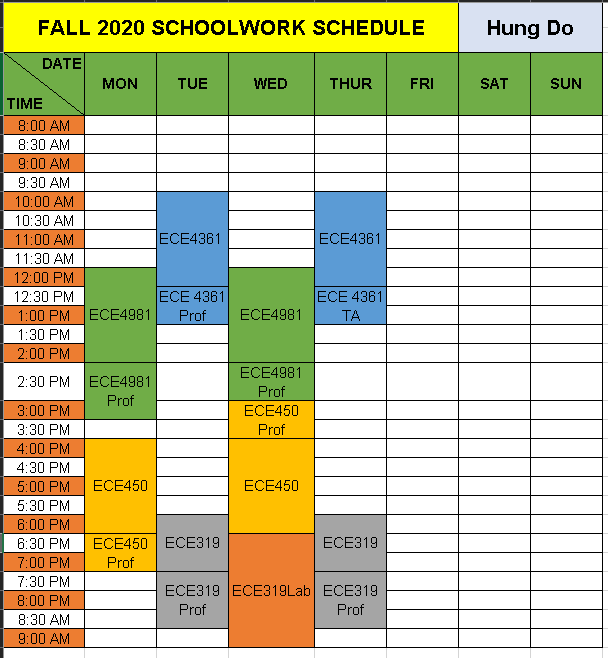 FALL 2020 SCHOOLWORK SCHEDULE Hung Do
DATE
TIME
MON TUE WED THUR FRI SAT SUN
8:00 AM
8:30 AM
9:00 AM
9:30 AM
10:00 AM
10:30 AM
11:00 AM
ECE4361 ECE4361
11:30 AM
12:00 PM
12:30 PM
ECE 4361 ECE 4361
1:00 PM
ECE4981 Prof ECE4981 TA
1:30 PM
2:00 PM
2:30 PM
ECE4981 ECE4981
Prof Prof
3:00 PM
ECE450
3:30 PM
Prof
4:00 PM
4:30 PM
5:00 PM
ECE450 ECE450
5:30 PM
6:00 PM
6:30 PM
ECE450 ECE319 ECE319
7:00 PM
Prof
7:30 PM
ECE319 ECE319Lab ECE319
8:00 PM
Prof Prof
8:30 AM
9:00 AM